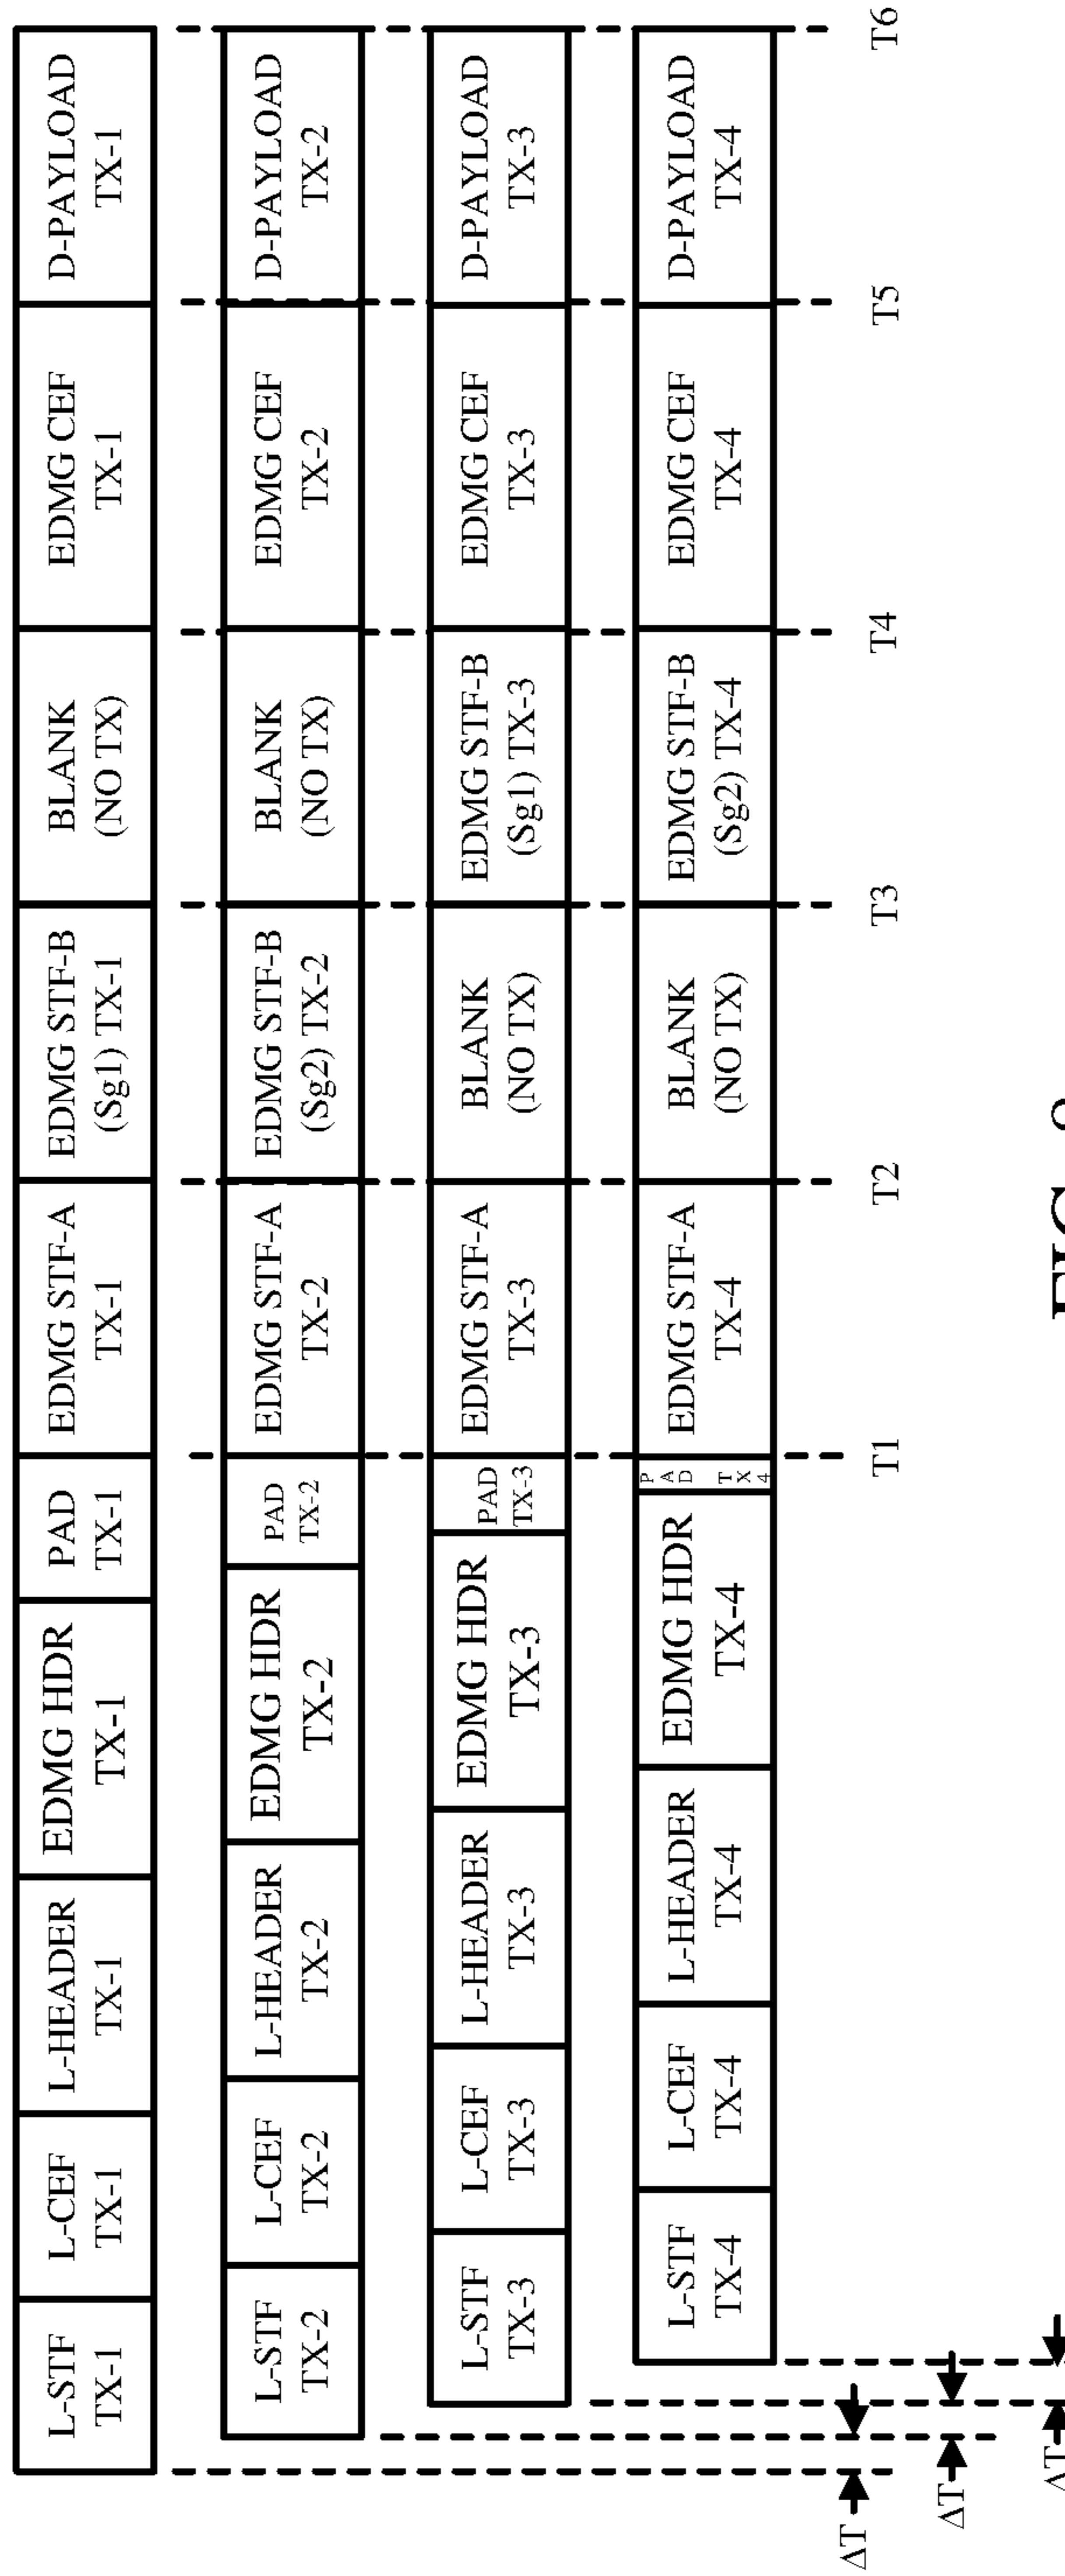 L-STF
TX-1
L-CEF
TX-1
L-HEADER
TX-1
EDMG HDR
TX-1
PAD
TX-1
EDMG STF-A
TX-1
EDMG STF-B
(Sg1) TX-1
BLANK
(NO TX)
EDMG CEF
TX-1
D-PAYLOAD
TX-1
L-STF
TX-2
L-CEF
TX-2
L-HEADER
TX-2
EDMG HDR
TX-2
PAD
TX-2
EDMG STF-A
TX-2
EDMG STF-B
(Sg2) TX-2
BLANK
(NO TX)
EDMG CEF
TX-2
D-PAYLOAD
TX-2
L-STF
TX-3
L-CEF
TX-3
L-HEADER
TX-3
EDMG HDR
TX-3
PAD
TX-3
EDMG STF-A
TX-3
BLANK
(NO TX)
EDMG STF-B
(Sg1) TX-3
EDMG CEF
TX-3
D-PAYLOAD
TX-3
L-STF
TX-4
L-CEF
TX-4
L-HEADER
TX-4
EDMG HDR
TX-4
PAD
TX4
EDMG STF-A
TX-4
BLANK
(NO TX)
EDMG STF-B
(Sg2) TX-4
EDMG CEF
TX-4
D-PAYLOAD
TX-4
ΔT
T1
T2
T3
T4
T5
T6
ΔT
ΔT
FIG.